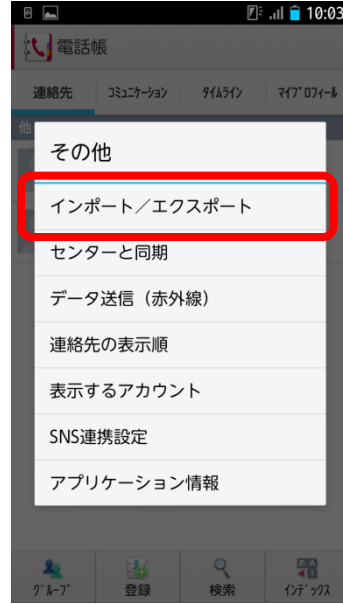 10:03
電話帳
連絡先 コミュニケーション タイムライン マイプロフィール
他
その他
インポート／エクスポート
センターと同期
データ送信（赤外線）
連絡先の表示順
表示するアカウント
SNS連携設定
アプリケーション情報
グループ 登録 検索 インデックス